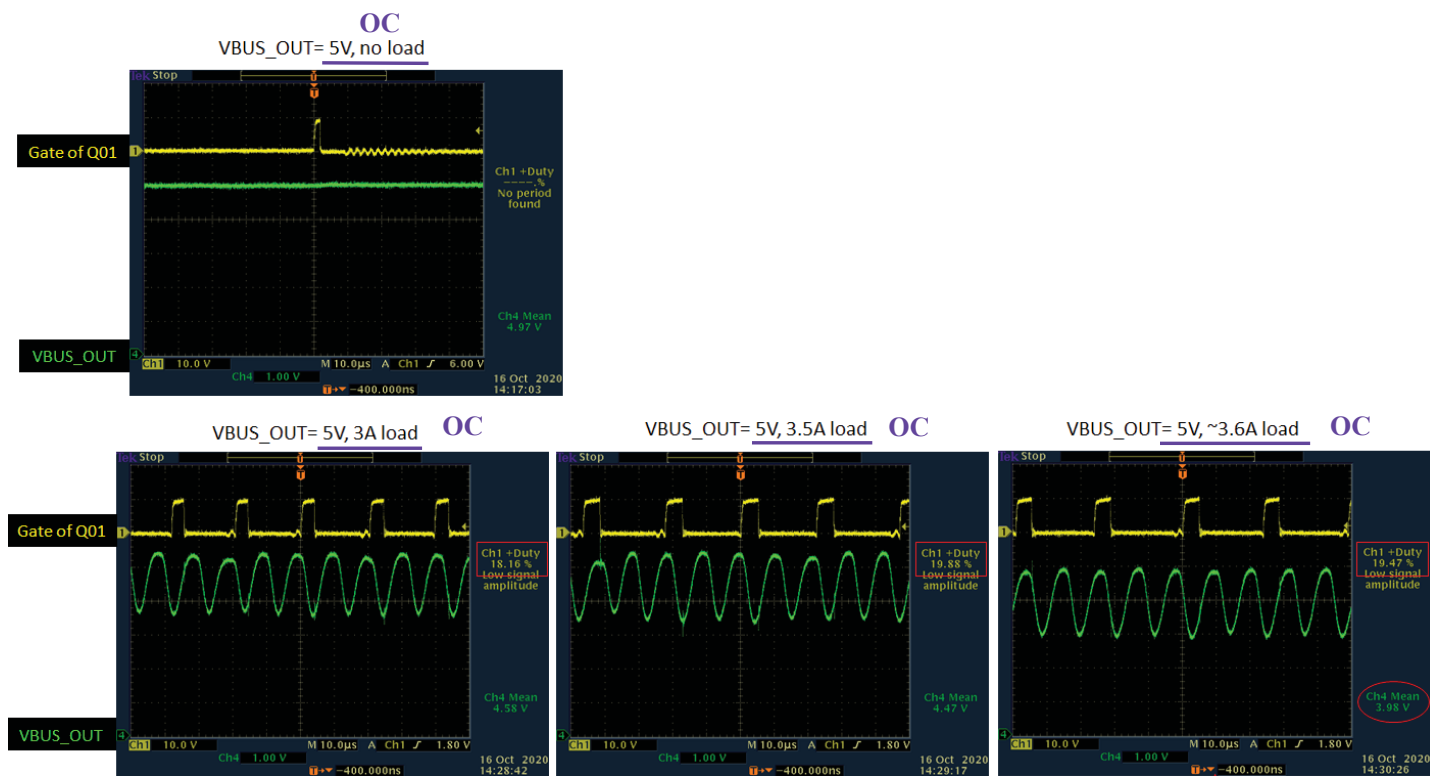 OC
VBUS_OUT= 5V, no load
Tek Stop
Gate of Q01
1
Ch1 +Duty
----.%
No period
found
Ch4 Mean
4.97 V
VBUS_OUT
4
Ch1 10.0 V M 10.0µs A Ch1 ʃ 6.00 V
Ch4 1.00 V
T→▼ −400.000ns
16 Oct 2020
14:17:03
VBUS_OUT= 5V, 3A load OC
Tek Stop
Gate of Q01
1
Ch1 +Duty
18.16 %
Low signal
amplitude
Ch4 Mean
4.58 V
VBUS_OUT
4
Ch1 10.0 V M 10.0µs A Ch1 ʃ 1.80 V
Ch4 1.00 V
T→▼ −400.000ns
16 Oct 2020
14:28:42
VBUS_OUT= 5V, 3.5A load OC
Tek Stop
1
Ch1 +Duty
19.88 %
Low signal
amplitude
Ch4 Mean
4.47 V
4
Ch1 10.0 V M 10.0µs A Ch1 ʃ 1.80 V
Ch4 1.00 V
T→▼ −400.000ns
16 Oct 2020
14:29:17
VBUS_OUT= 5V, ~3.6A load OC
Tek Stop
1
Ch1 +Duty
19.47 %
Low signal
amplitude
Ch4 Mean
3.98 V
4
Ch1 10.0 V M 10.0µs A Ch1 ʃ 1.80 V
Ch4 1.00 V
T→▼ −400.000ns
16 Oct 2020
14:30:26